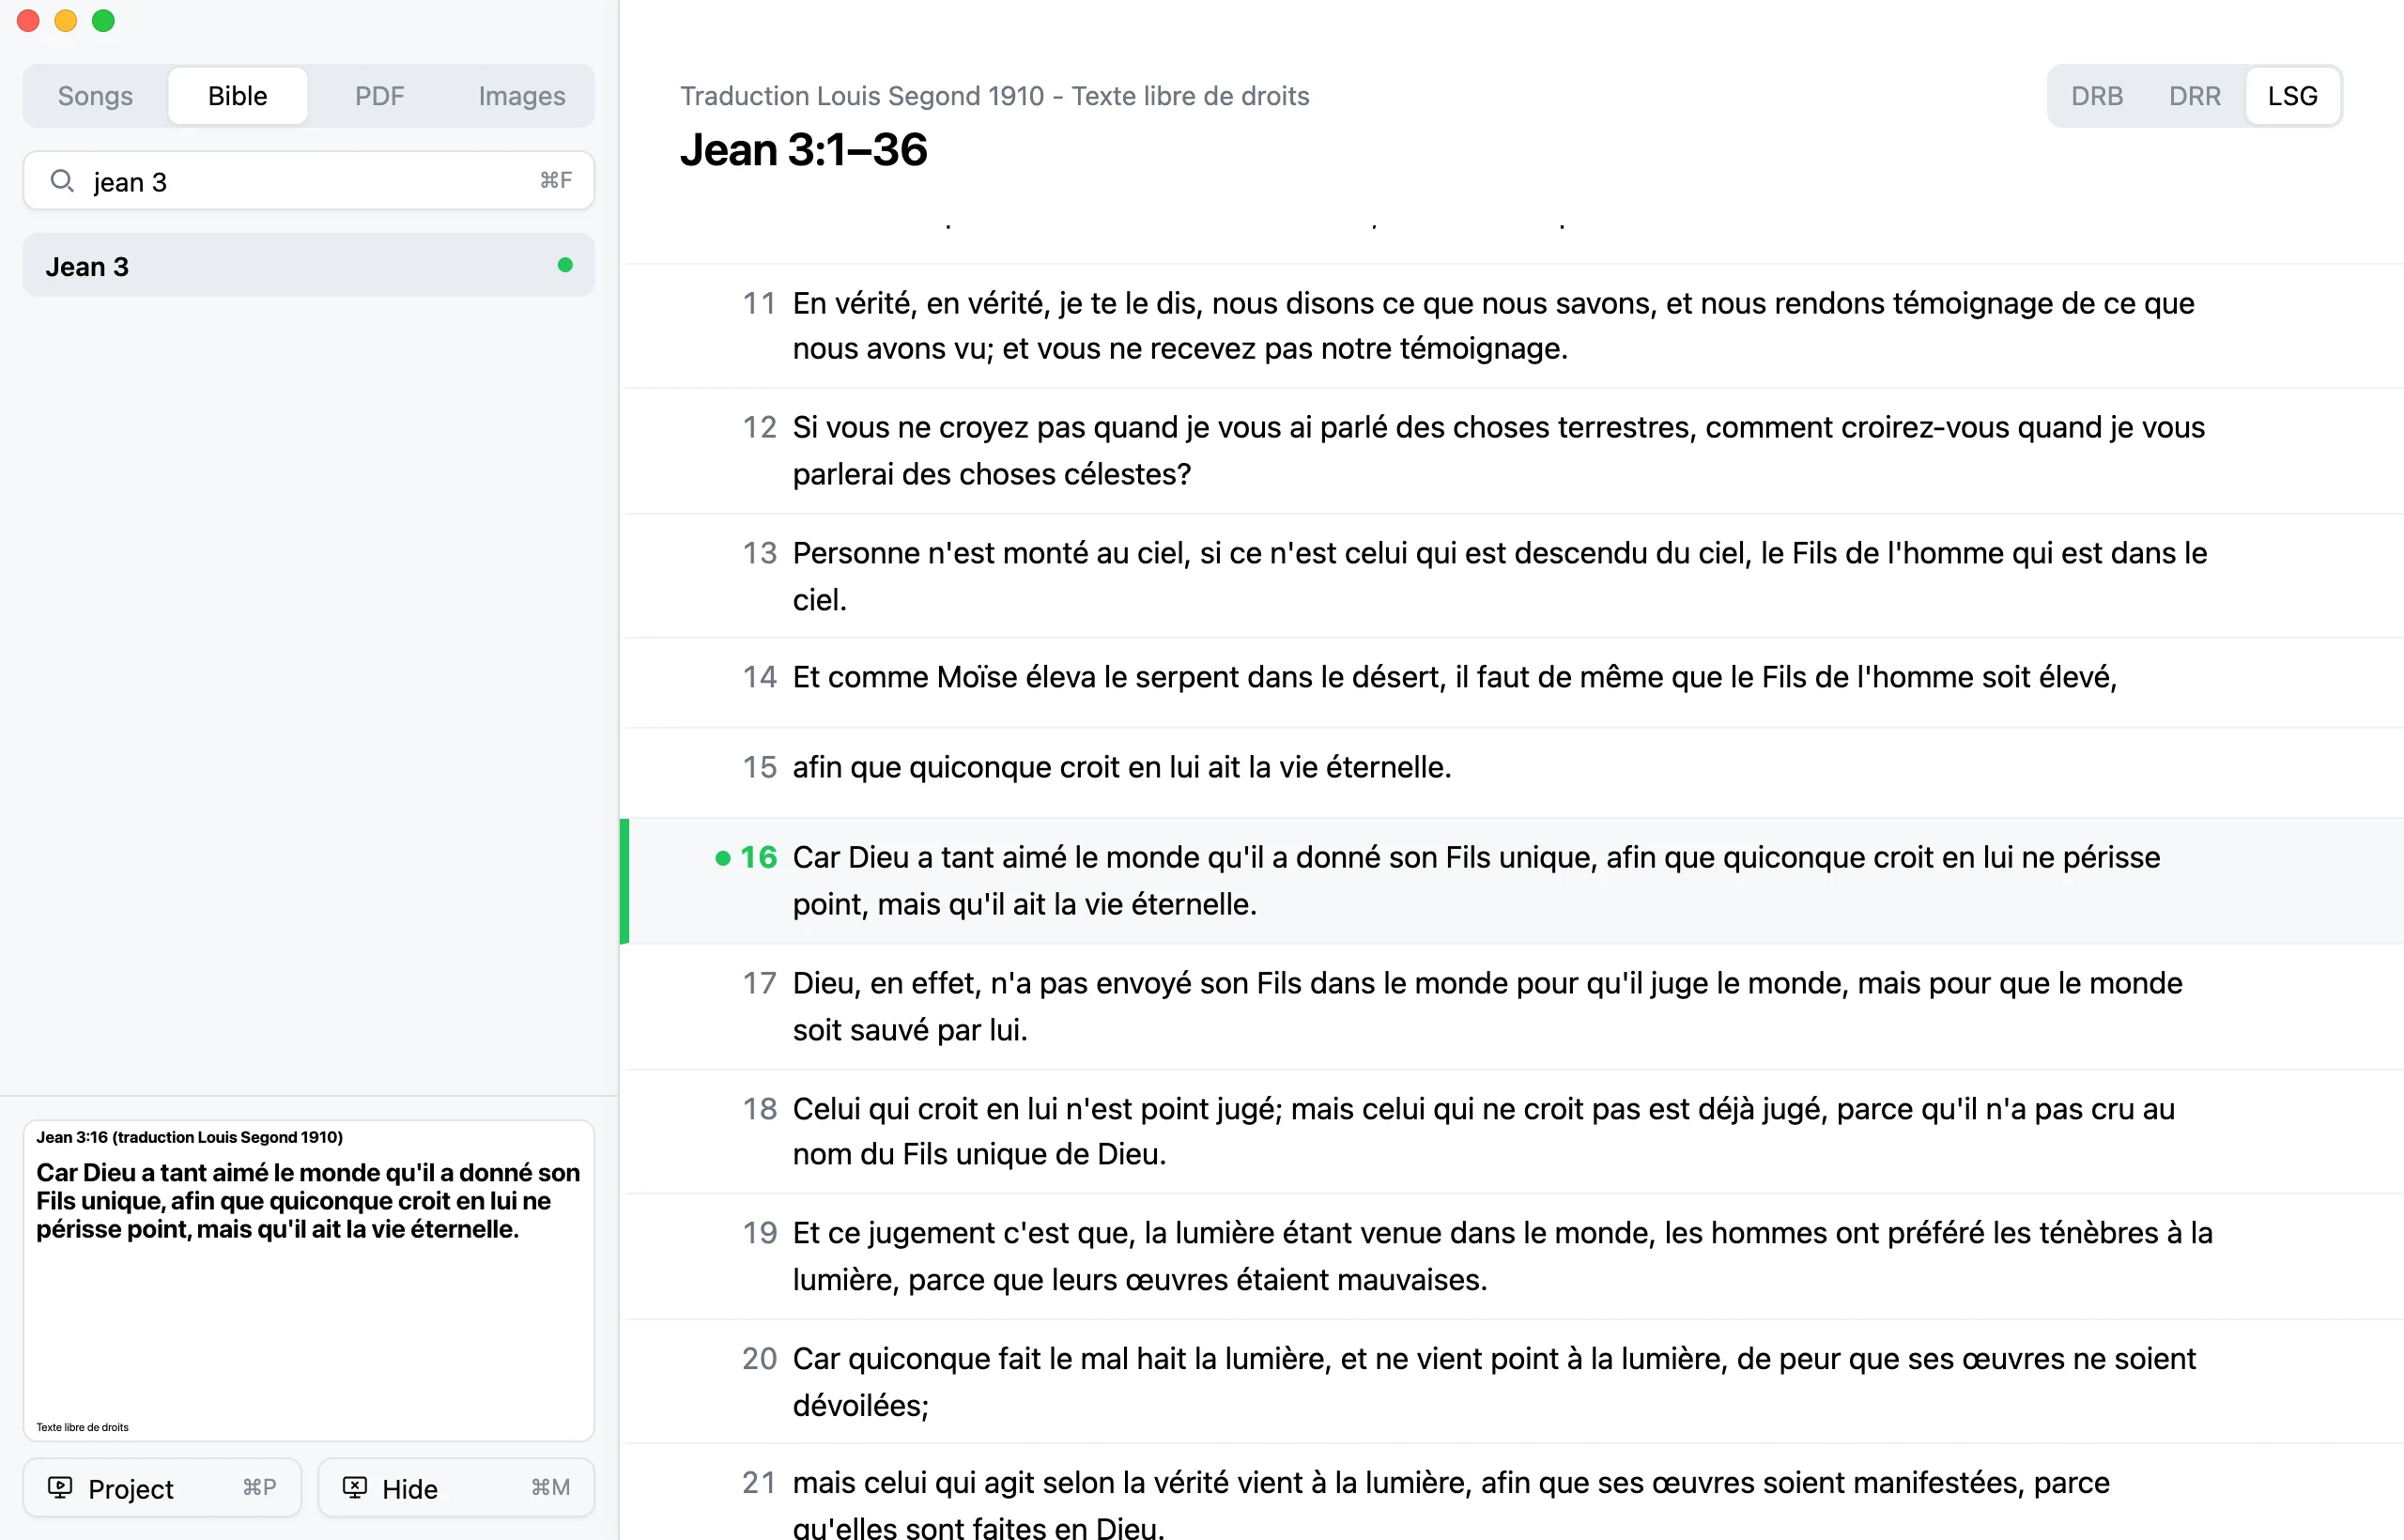 Songs Bible PDF Images
jean 3 ⌘F
Jean 3
Jean 3:16 (traduction Louis Segond 1910)
Car Dieu a tant aimé le monde qu'il a donné son
Fils unique, afin que quiconque croit en lui ne
périsse point, mais qu'il ait la vie éternelle.
Texte libre de droits
Project ⌘P
Hide ⌘M
Traduction Louis Segond 1910 - Texte libre de droits
Jean 3:1–36
DRB DRR LSG
11 En vérité, en vérité, je te le dis, nous disons ce que nous savons, et nous rendons témoignage de ce que
nous avons vu; et vous ne recevez pas notre témoignage.
12 Si vous ne croyez pas quand je vous ai parlé des choses terrestres, comment croirez-vous quand je vous
parlerai des choses célestes?
13 Personne n'est monté au ciel, si ce n'est celui qui est descendu du ciel, le Fils de l'homme qui est dans le
ciel.
14 Et comme Moïse éleva le serpent dans le désert, il faut de même que le Fils de l'homme soit élevé,
15 afin que quiconque croit en lui ait la vie éternelle.
16 Car Dieu a tant aimé le monde qu'il a donné son Fils unique, afin que quiconque croit en lui ne périsse
point, mais qu'il ait la vie éternelle.
17 Dieu, en effet, n'a pas envoyé son Fils dans le monde pour qu'il juge le monde, mais pour que le monde
soit sauvé par lui.
18 Celui qui croit en lui n'est point jugé; mais celui qui ne croit pas est déjà jugé, parce qu'il n'a pas cru au
nom du Fils unique de Dieu.
19 Et ce jugement c'est que, la lumière étant venue dans le monde, les hommes ont préféré les ténèbres à la
lumière, parce que leurs œuvres étaient mauvaises.
20 Car quiconque fait le mal hait la lumière, et ne vient point à la lumière, de peur que ses œuvres ne soient
dévoilées;
21 mais celui qui agit selon la vérité vient à la lumière, afin que ses œuvres soient manifestées, parce
qu'elles sont faites en Dieu.